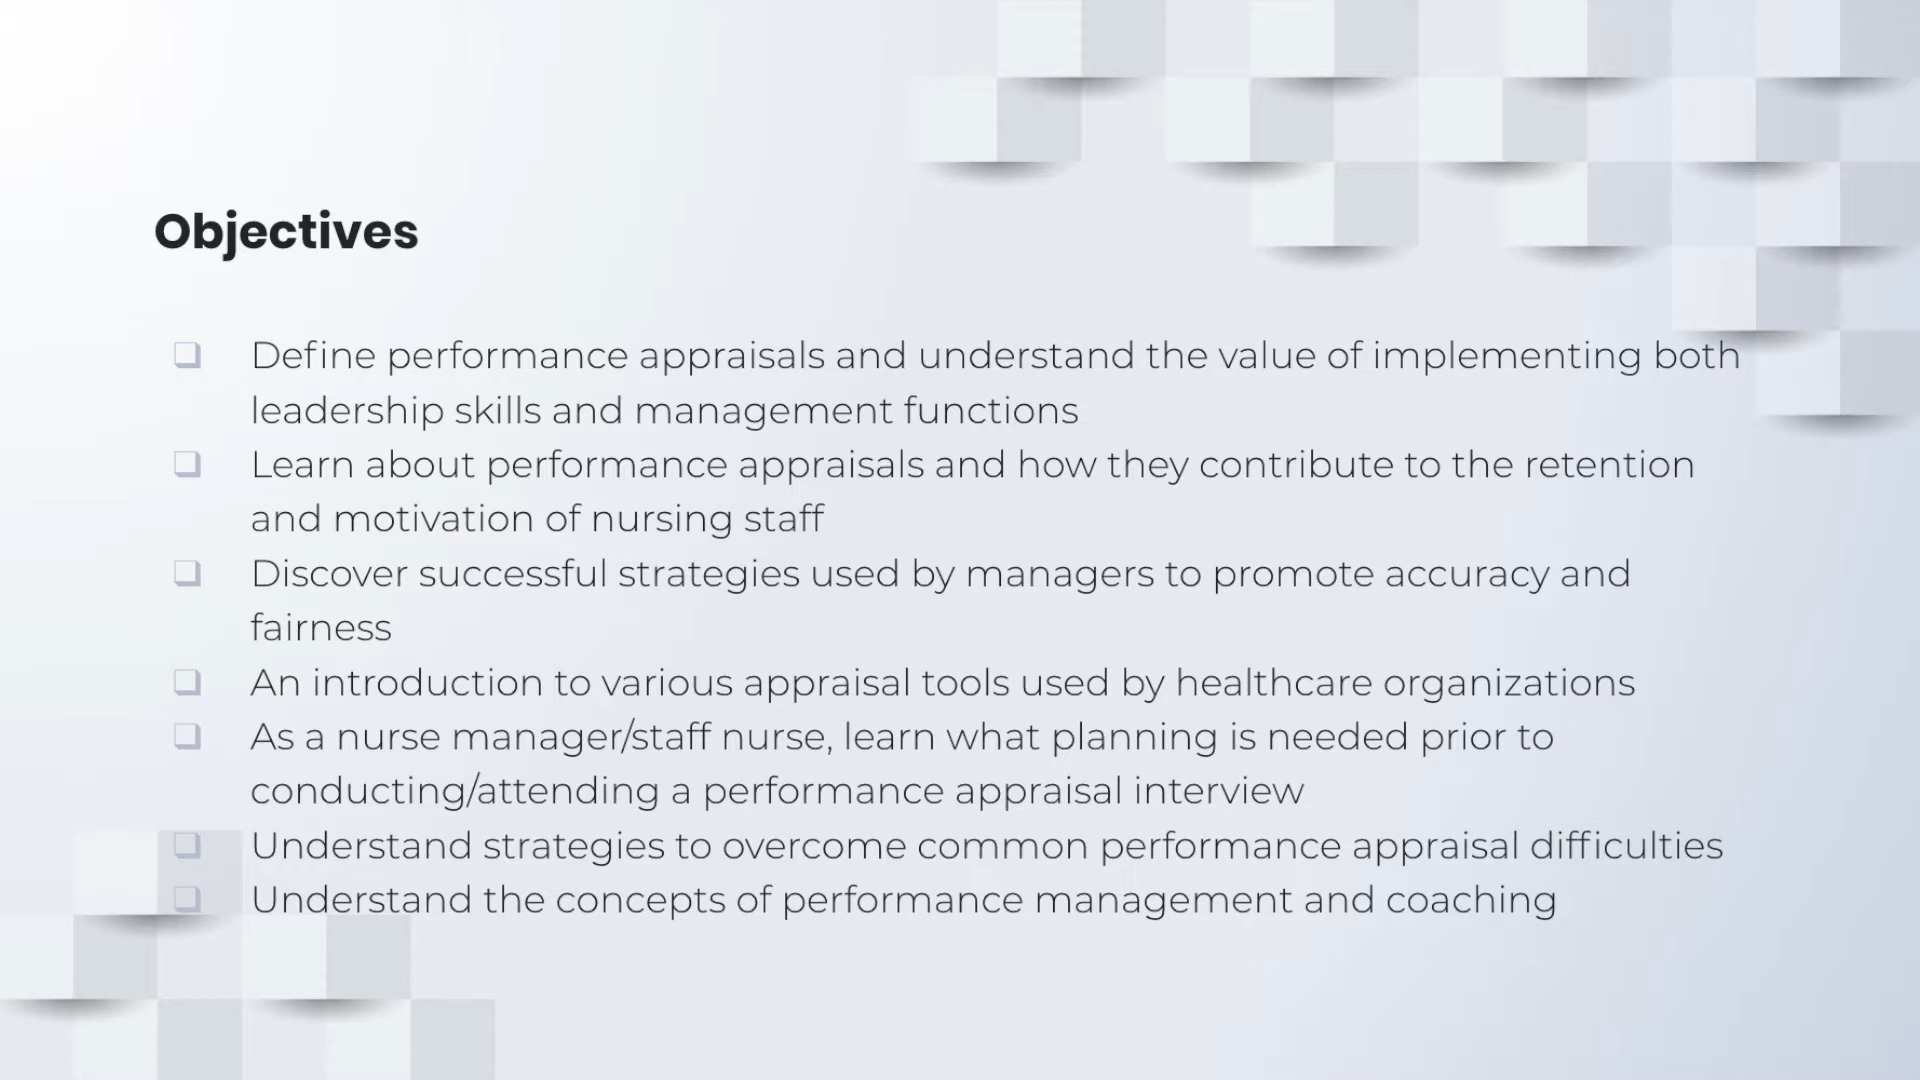 Objectives
Define performance appraisals and understand the value of implementing both
leadership skills and management functions
Learn about performance appraisals and how they contribute to the retention
and motivation of nursing staff
Discover successful strategies used by managers to promote accuracy and
fairness
An introduction to various appraisal tools used by healthcare organizations
As a nurse manager/staff nurse, learn what planning is needed prior to
conducting/attending a performance appraisal interview
Understand strategies to overcome common performance appraisal difficulties
Understand the concepts of performance management and coaching